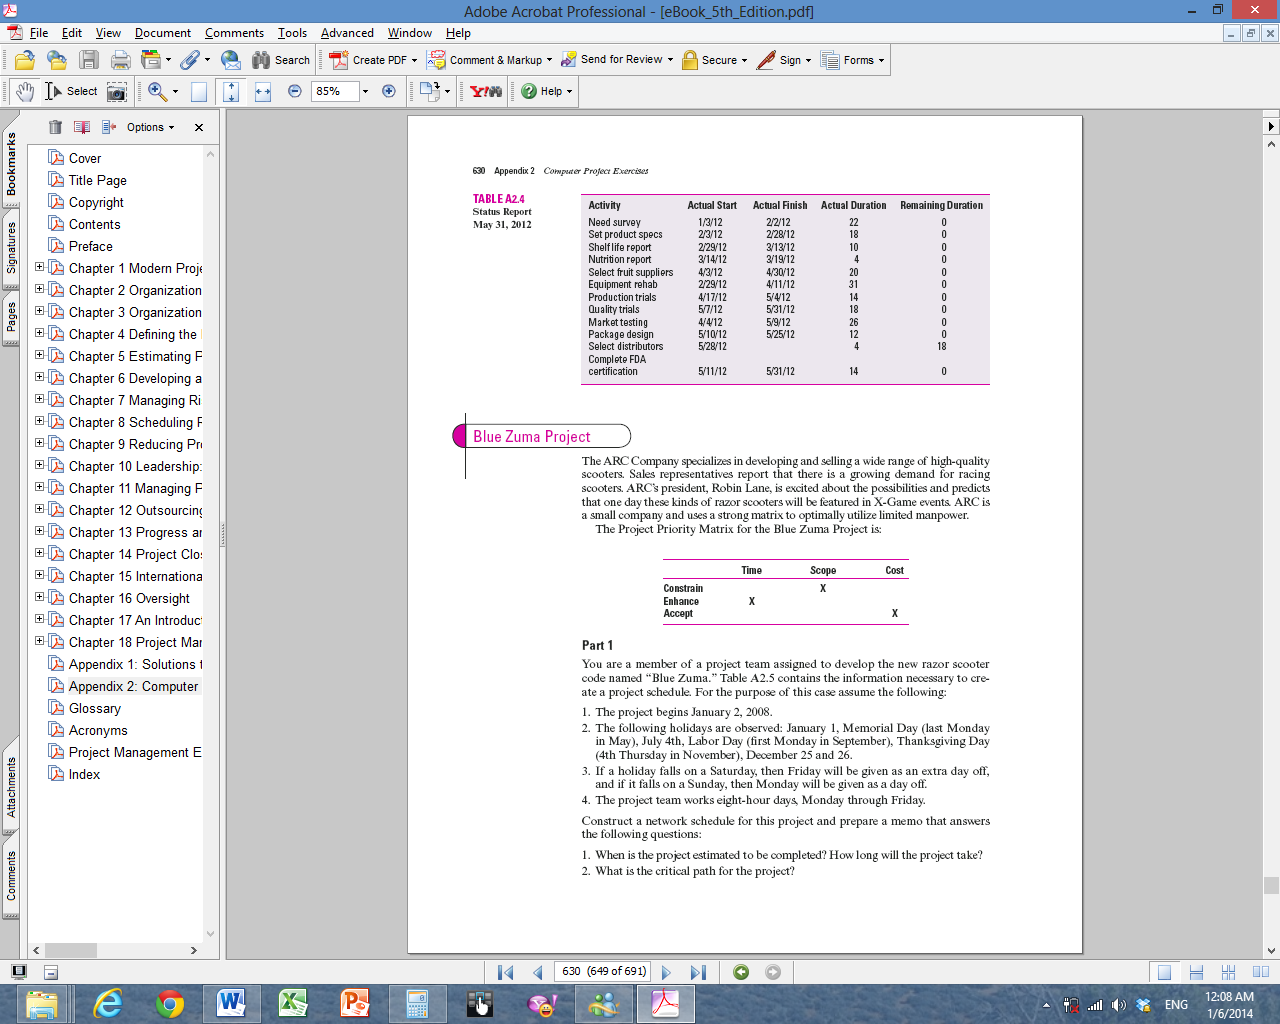 Adobe Acrobat Professional - [eBook_5th_Edition.pdf]
File Edit View Document Comments Tools Advanced Window Help
Search Create PDF Comment & Markup Send for Review Secure Sign Forms
Select 85% Y! Help
Options
Bookmarks
Signatures
Pages
Attachments
Comments
Cover
Title Page
Copyright
Contents
Preface
Chapter 1 Modern Proj
Chapter 2 Organization
Chapter 3 Organization
Chapter 4 Defining the
Chapter 5 Estimating P
Chapter 6 Developing a
Chapter 7 Managing Ri
Chapter 8 Scheduling R
Chapter 9 Reducing Pr
Chapter 10 Leadership:
Chapter 11 Managing F
Chapter 12 Outsourcing
Chapter 13 Progress ar
Chapter 14 Project Clo
Chapter 15 Internationa
Chapter 16 Oversight
Chapter 17 An Introduc
Chapter 18 Project Mar
Appendix 1: Solutions t
Appendix 2: Computer
Glossary
Acronyms
Project Management E
Index
630 Appendix 2 Computer Project Exercises
TABLE A2.4
Status Report
May 31, 2012
Activity Actual Start Actual Finish Actual Duration Remaining Duration
Need survey 1/3/12 2/2/12 22 0
Set product specs 2/3/12 2/28/12 18 0
Shelf life report 2/29/12 3/13/12 10 0
Nutrition report 3/14/12 3/19/12 4 0
Select fruit suppliers 4/3/12 4/30/12 20 0
Equipment rehab 2/29/12 4/11/12 31 0
Production trials 4/17/12 5/4/12 14 0
Quality trials 5/7/12 5/31/12 18 0
Market testing 4/4/12 5/9/12 26 0
Package design 5/10/12 5/25/12 12 0
Select distributors 5/28/12 4 18
Complete FDA
certification 5/11/12 5/31/12 14 0
Blue Zuma Project
The ARC Company specializes in developing and selling a wide range of high-quality
scooters. Sales representatives report that there is a growing demand for racing
scooters. ARC's president, Robin Lane, is excited about the possibilities and predicts
that one day these kinds of razor scooters will be featured in X-Game events. ARC is
a small company and uses a strong matrix to optimally utilize limited manpower.
The Project Priority Matrix for the Blue Zuma Project is:
Time Scope Cost
Constrain X
Enhance X
Accept X
Part 1
You are a member of a project team assigned to develop the new razor scooter
code named “Blue Zuma.” Table A2.5 contains the information necessary to cre-
ate a project schedule. For the purpose of this case assume the following:
1. The project begins January 2, 2008.
2. The following holidays are observed: January 1, Memorial Day (last Monday
in May), July 4th, Labor Day (first Monday in September), Thanksgiving Day
(4th Thursday in November), December 25 and 26.
3. If a holiday falls on a Saturday, then Friday will be given as an extra day off,
and if it falls on a Sunday, then Monday will be given as a day off.
4. The project team works eight-hour days, Monday through Friday.
Construct a network schedule for this project and prepare a memo that answers
the following questions:
1. When is the project estimated to be completed? How long will the project take?
2. What is the critical path for the project?
630 (649 of 691)
ENG
12:08 AM
1/6/2014